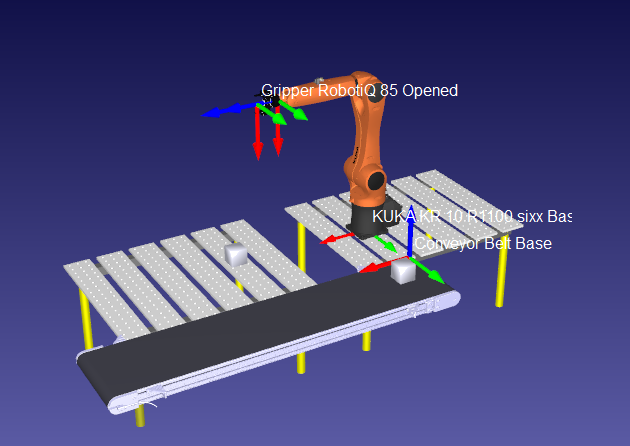 Gripper RobotiQ 85 Opened
KUKA KR 10 R1100 sixx Bas
Conveyor Belt Base